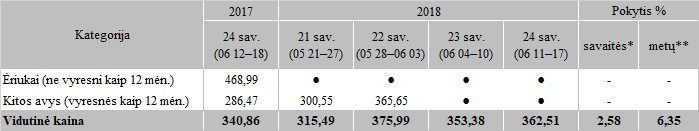 Kategorija 2017 2018 Pokytis %
24 sav. (06 12–18) 21 sav. (05 21–27) 22 sav. (05 28–06 03) 23 sav. (06 04–10) 24 sav. (06 11–17) savaitės* metų**
Ėriukai (ne vyresni kaip 12 mėn.) 468,99 ● ● ● ● - -
Kitos avys (vyresnės kaip 12 mėn.) 286,47 300,55 365,65 ● ● - -
Vidutinė kaina 340,86 315,49 375,99 353,38 362,51 2,58 6,35